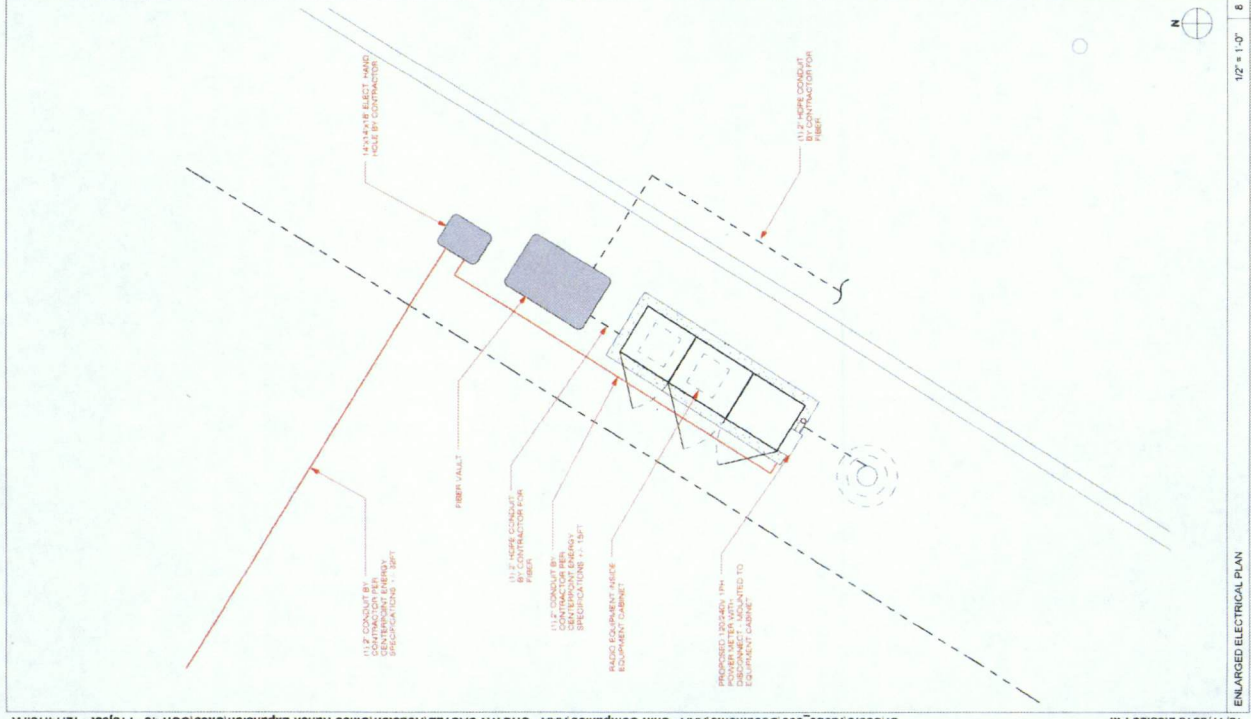 14"x14"x18" ELECT. HAND
HOLE BY CONTRACTOR
(1) 2" HDPE CONDUIT
BY CONTRACTOR FOR
FIBER
FIBER VAULT
(1) 2" CONDUIT BY
CONTRACTOR PER
CENTERPOINT ENERGY
SPECIFICATIONS +/- 32FT
(1) 2" HDPE CONDUIT
BY CONTRACTOR FOR
FIBER
(1) 2" CONDUIT BY
CONTRACTOR PER
CENTERPOINT ENERGY
SPECIFICATIONS +/- 15FT
RADIO EQUIPMENT INSIDE
EQUIPMENT CABINET
PROPOSED 120/240V 1PH
POWER METER WITH
DISCONNECT - MOUNTED TO
EQUIPMENT CABINET
N
ENLARGED ELECTRICAL PLAN
1/2" = 1'-0"
8